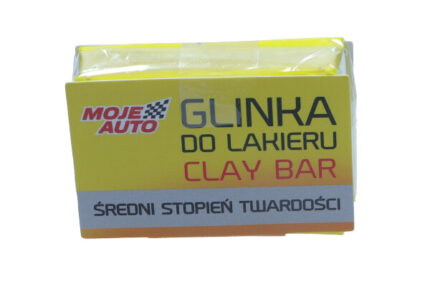 MOJE
AUTO
GLINKA
DO LAKIERU
CLAY BAR
ŚREDNI STOPIEŃ TWARDOŚCI